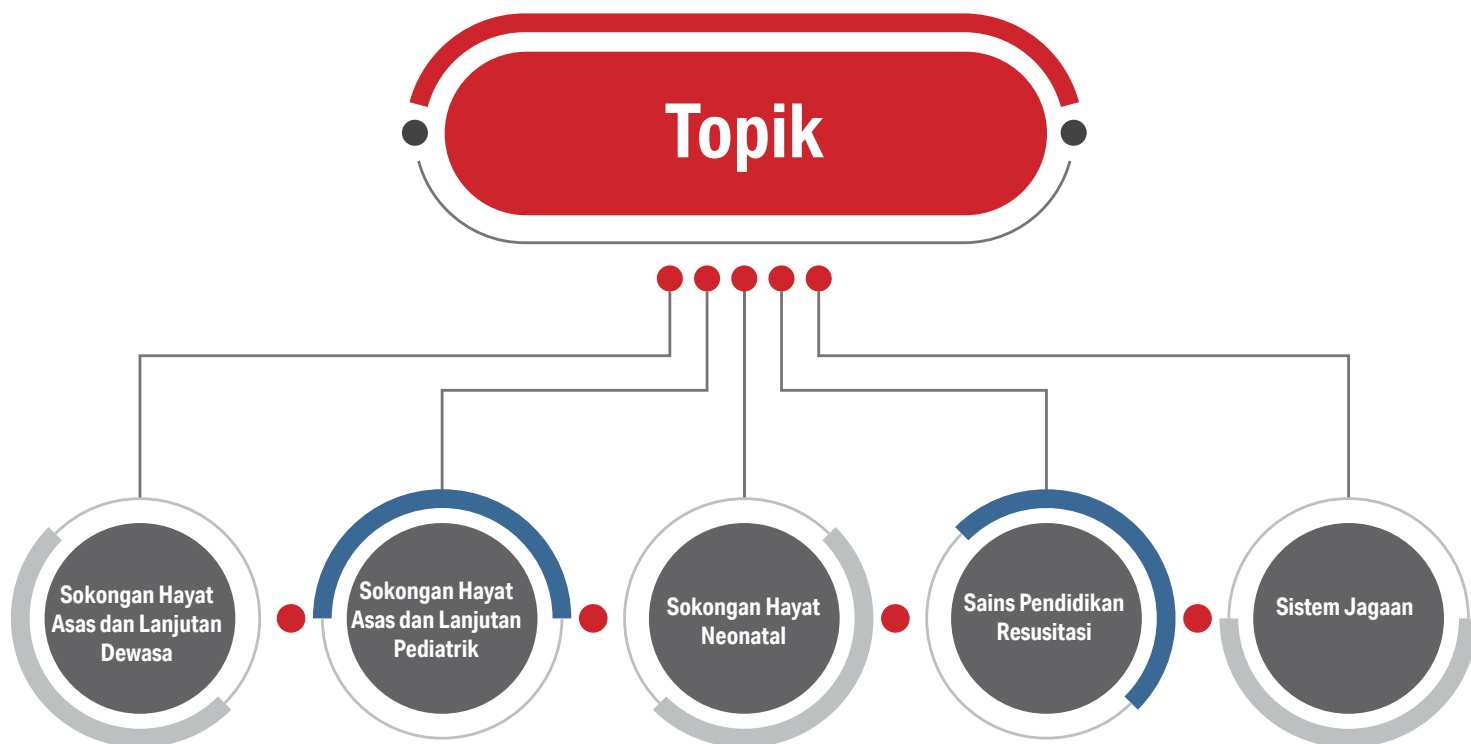 Topik
Sokongan Hayat
Asas dan Lanjutan
Dewasa
Sokongan Hayat
Asas dan Lanjutan
Pediatrik
Sokongan Hayat
Neonatal
Sains Pendidikan
Resusitasi
Sistem Jagaan